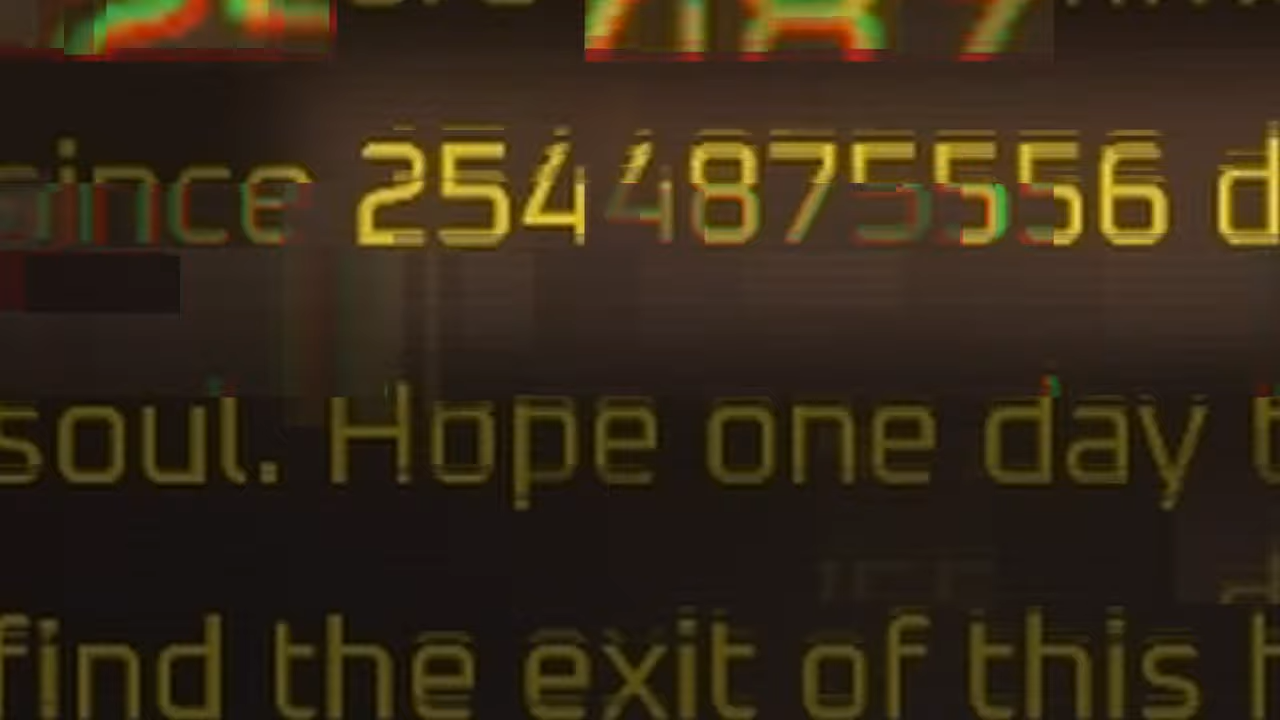 since 2544875556 d
soul. Hope one day
find the exit of this